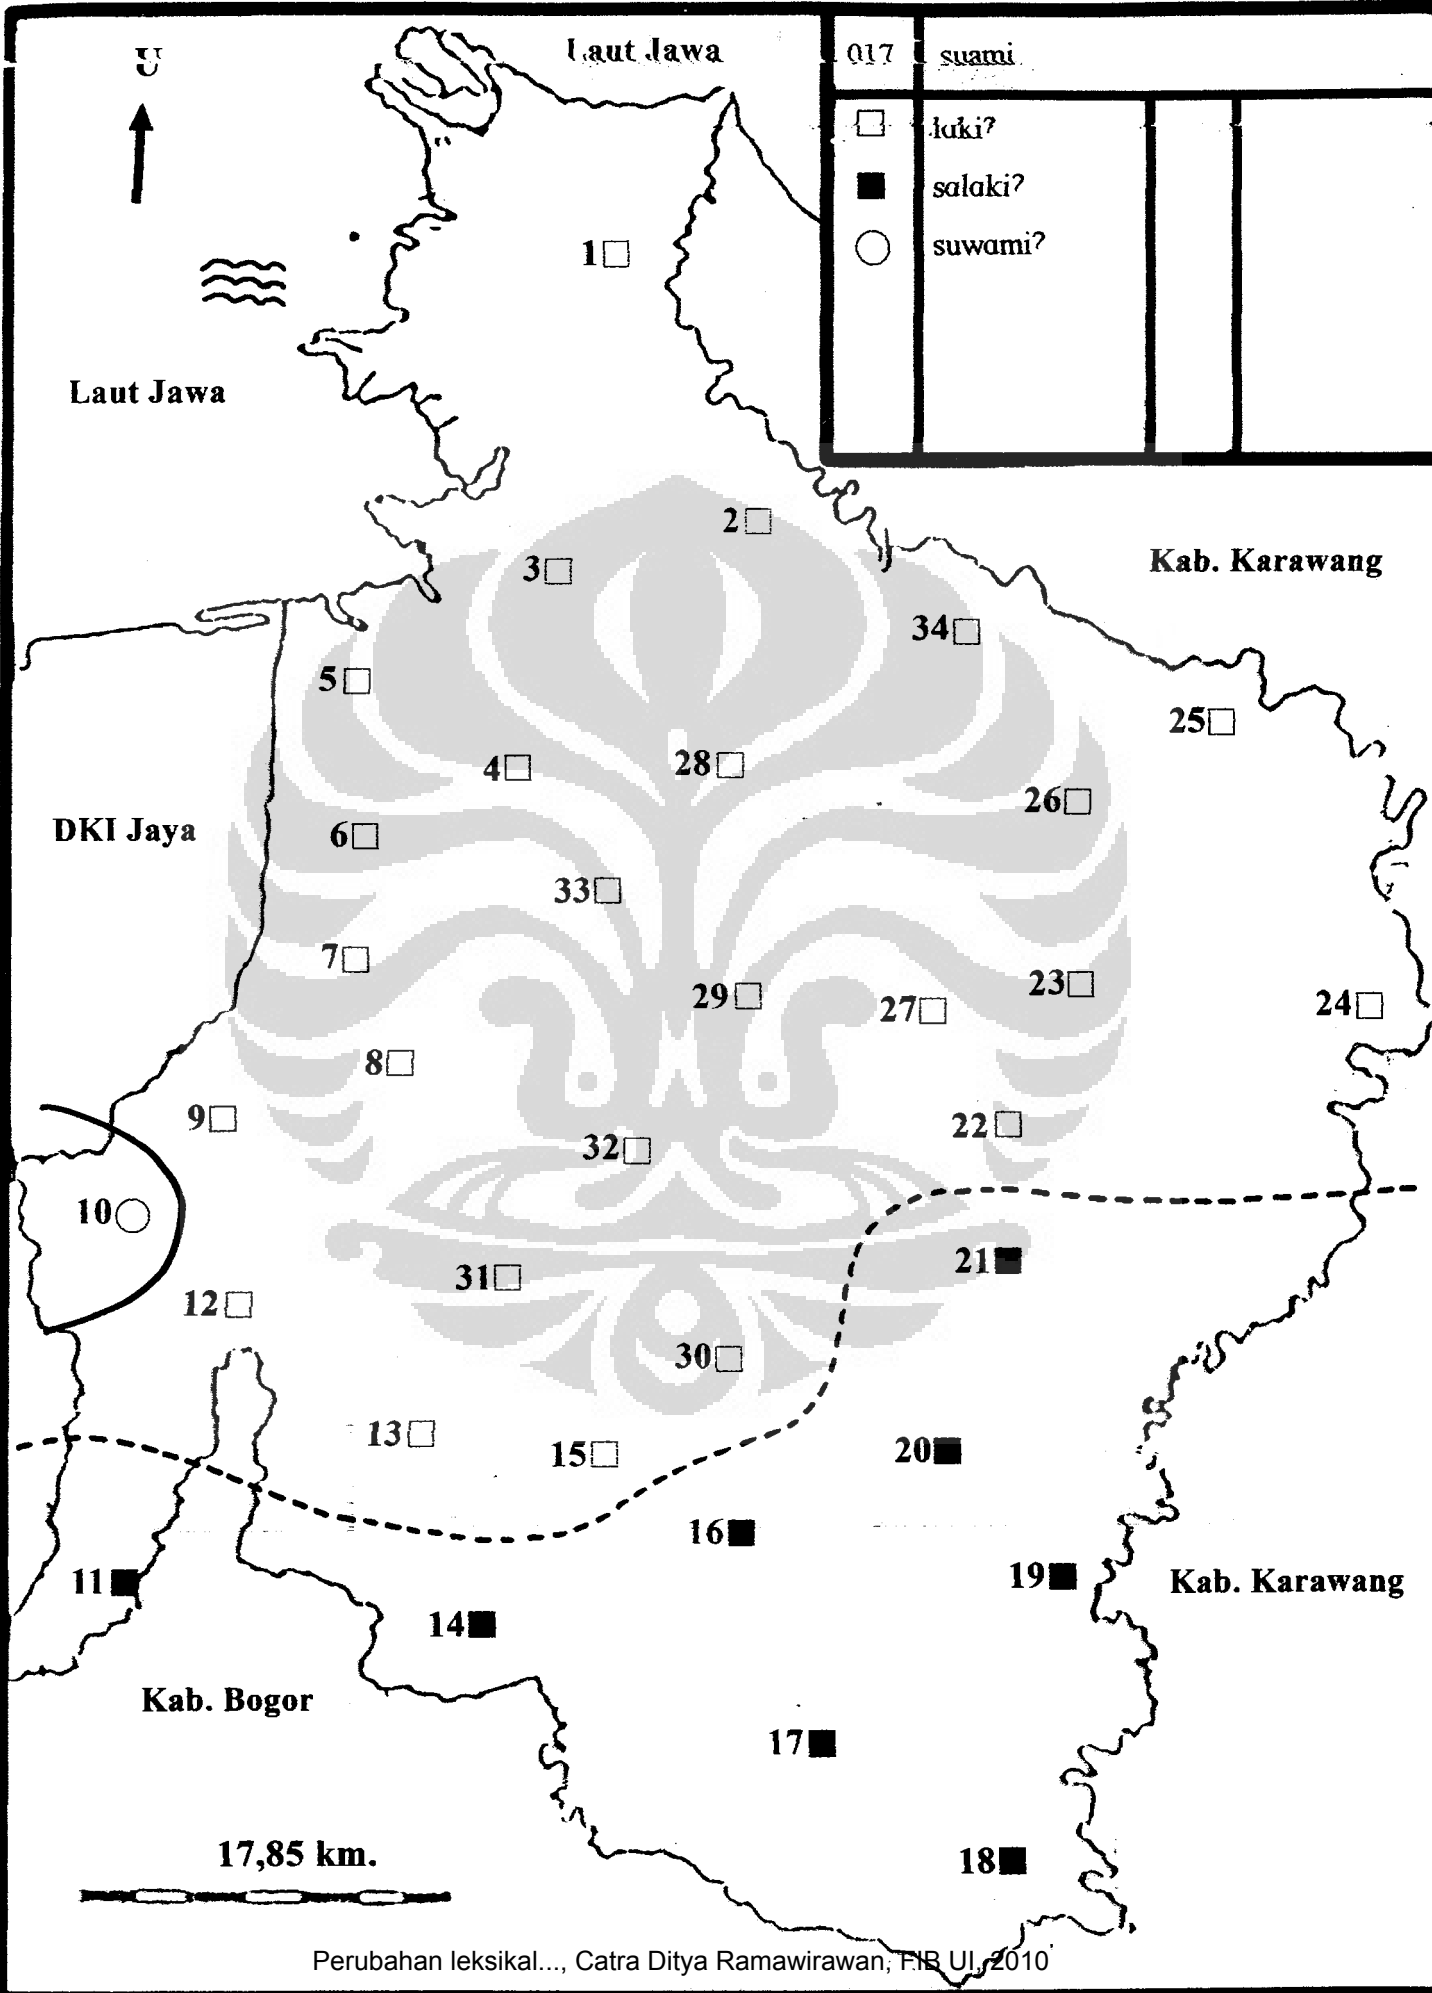 U
Laut Jawa
017 suami
laki?
salaki?
suwami?
1
Laut Jawa
2
3
Kab. Karawang
34
5
25
4
28
26
DKI Jaya
6
33
7
29
27
23
24
8
9
22
32
10
21
31
12
30
13
15
20
16
11
19
Kab. Karawang
14
Kab. Bogor
17
17,85 km.
18
Perubahan leksikal..., Catra Ditya Ramawirawan, FIB UI, 2010